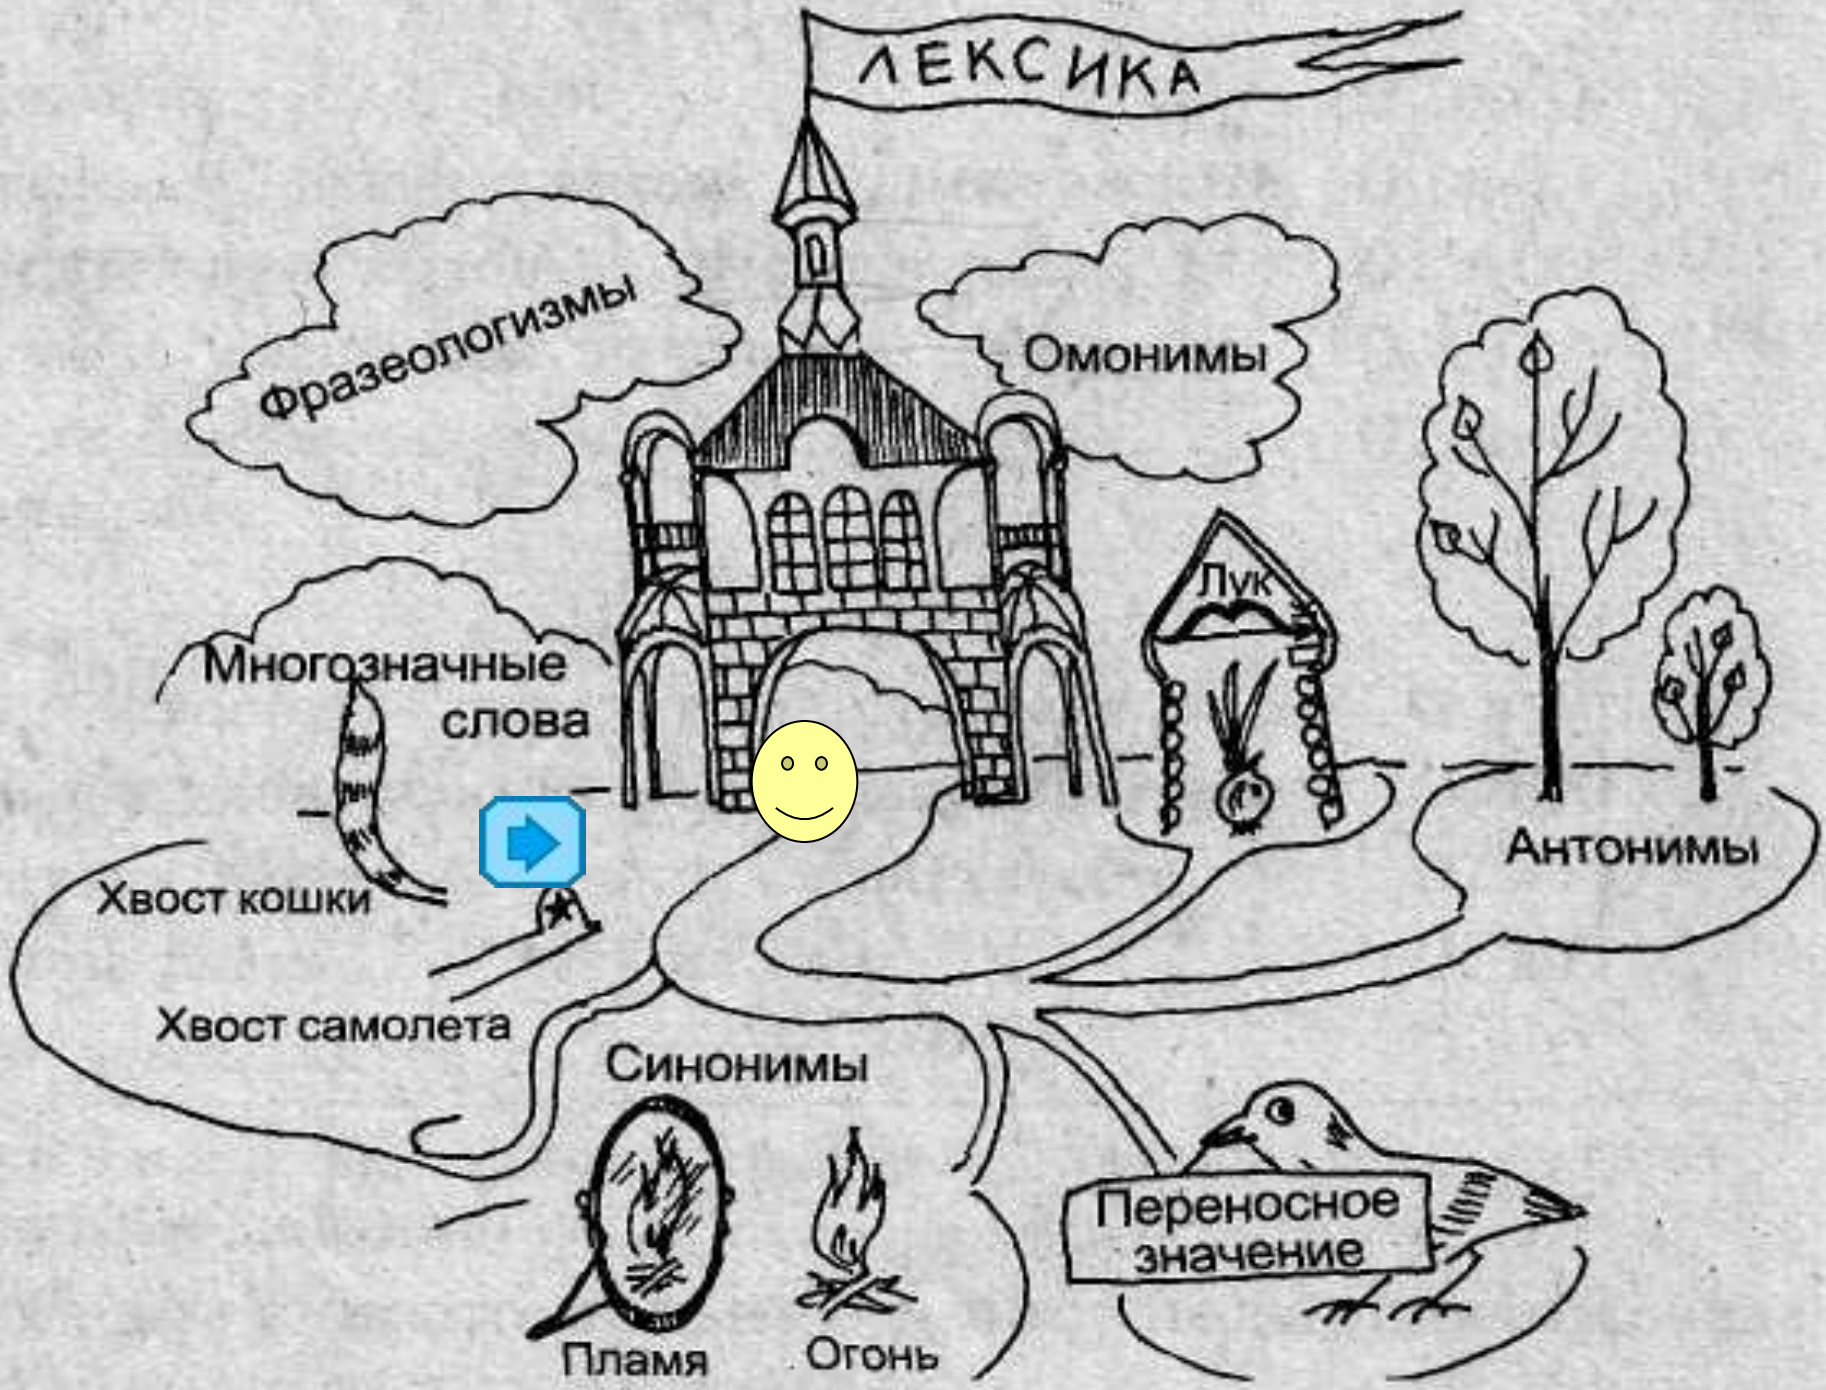 ЛЕКСИКА
Фразеологизмы
Омонимы
Лук
Многозначные
слова
Антонимы
Хвост кошки
Хвост самолета
Синонимы
Переносное
значение
Пламя
Огонь